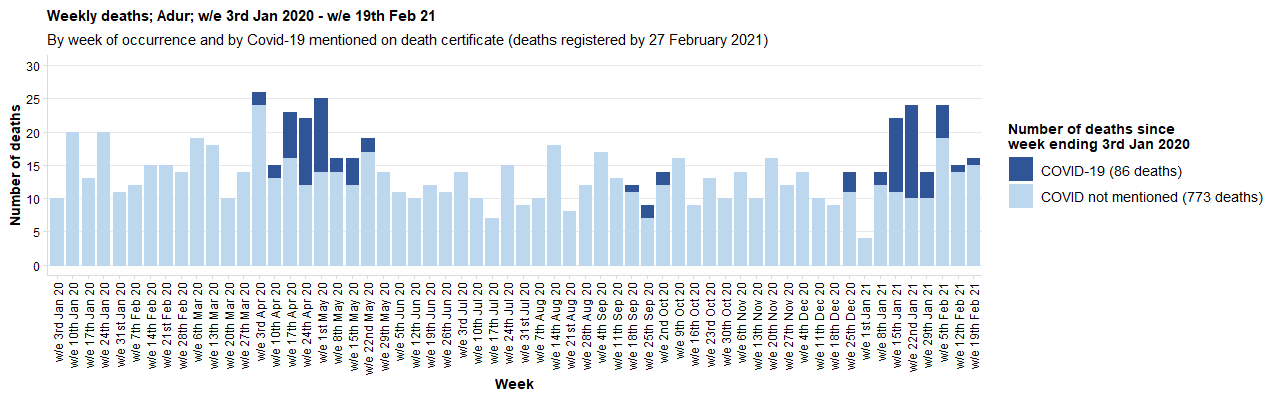 Weekly deaths; Adur; w/e 3rd Jan 2020 - w/e 19th Feb 21
By week of occurrence and by Covid-19 mentioned on death certificate (deaths registered by 27 February 2021)
Number of deaths
30
25
20
15
10
5
0
w/e 3rd Jan 20
w/e 10th Jan 20
w/e 17th Jan 20
w/e 24th Jan 20
w/e 31st Jan 20
w/e 7th Feb 20
w/e 14th Feb 20
w/e 21st Feb 20
w/e 28th Feb 20
w/e 6th Mar 20
w/e 13th Mar 20
w/e 20th Mar 20
w/e 27th Mar 20
w/e 3rd Apr 20
w/e 10th Apr 20
w/e 17th Apr 20
w/e 24th Apr 20
w/e 1st May 20
w/e 8th May 20
w/e 15th May 20
w/e 22nd May 20
w/e 29th May 20
w/e 5th Jun 20
w/e 12th Jun 20
w/e 19th Jun 20
w/e 26th Jun 20
w/e 3rd Jul 20
w/e 10th Jul 20
w/e 17th Jul 20
w/e 24th Jul 20
w/e 31st Jul 20
w/e 7th Aug 20
w/e 14th Aug 20
w/e 21st Aug 20
w/e 28th Aug 20
w/e 4th Sep 20
w/e 11th Sep 20
w/e 18th Sep 20
w/e 25th Sep 20
w/e 2nd Oct 20
w/e 9th Oct 20
w/e 16th Oct 20
w/e 23rd Oct 20
w/e 30th Oct 20
w/e 6th Nov 20
w/e 13th Nov 20
w/e 20th Nov 20
w/e 27th Nov 20
w/e 4th Dec 20
w/e 11th Dec 20
w/e 18th Dec 20
w/e 25th Dec 20
w/e 1st Jan 21
w/e 8th Jan 21
w/e 15th Jan 21
w/e 22nd Jan 21
w/e 29th Jan 21
w/e 5th Feb 21
w/e 12th Feb 21
w/e 19th Feb 21
Week
Number of deaths since
week ending 3rd Jan 2020
COVID-19 (86 deaths)
COVID not mentioned (773 deaths)